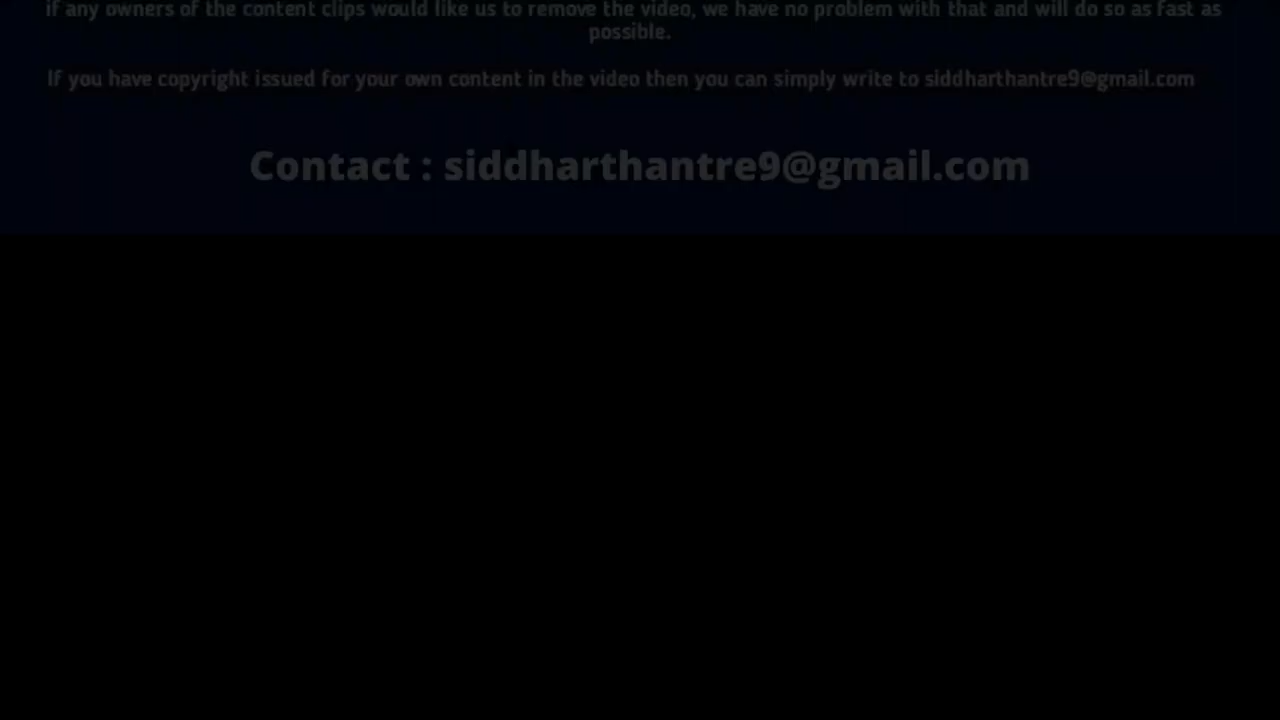 if any owners of the content clips would like us to remove the video, we have no problem with that and will do so as fast as
possible.
If you have copyright issued for your own content in the video then you can simply write to siddharthantre9@gmail.com
Contact : siddharthantre9@gmail.com